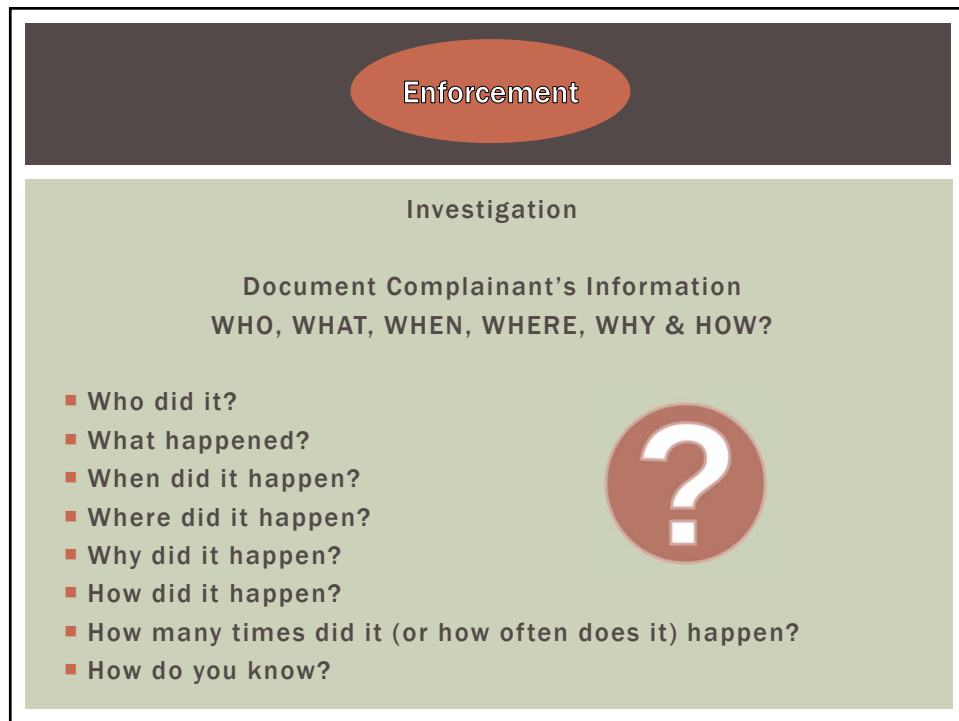 Enforcement
Investigation
Document Complainant’s Information
WHO, WHAT, WHEN, WHERE, WHY & HOW?
Who did it?
What happened?
When did it happen?
Where did it happen?
Why did it happen?
How did it happen?
How many times did it (or how often does it) happen?
How do you know?
?